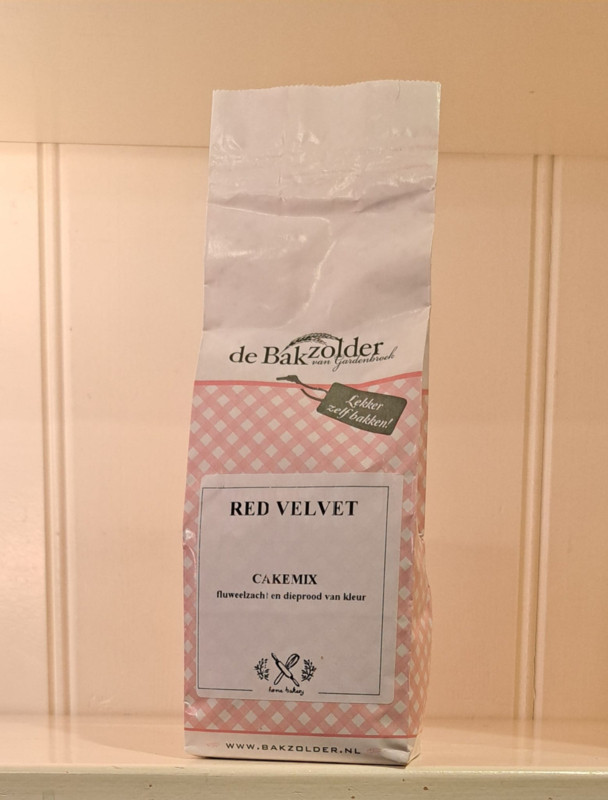 de Bakzolder
van Gardenbroek
Lekker
zelf bakken!
RED VELVET
CAKEMIX
fluweelzacht en dieprood van kleur
home bakery
WWW.BAKZOLDER.NL